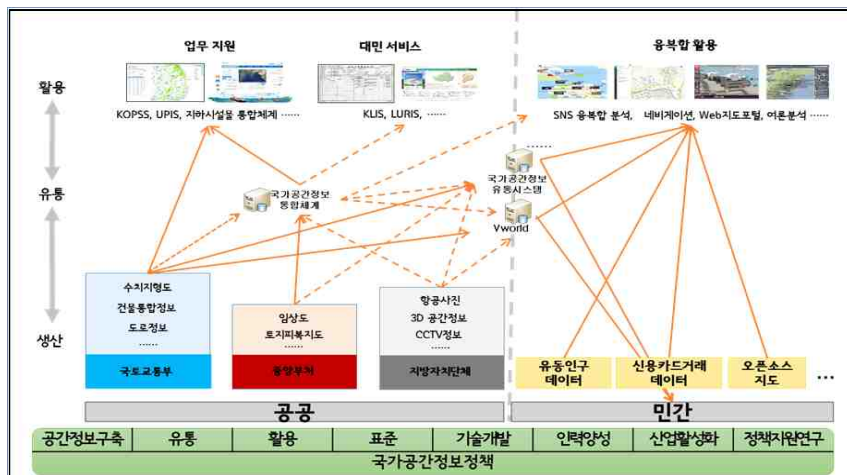 업무 지원
대민 서비스
융복합 활용
활용
KOPSS, UPIS, 지하시설물 통합체계 ······
KLIS, LURIS, ······
SNS 융복합 분석, 네비게이션, Web지도포털, 여론분석 ······
······
국가공간정보
유통시스템
유통
국가공간정보
통합체계
Vworld
수치지형도
건물통합정보
도로정보
······
국토교통부
임상도
토지피복지도
······
중앙부처
항공사진
3D 공간정보
CCTV정보
······
지방자치단체
생산
유동인구
데이터
신용카드거래
데이터
오픈소스
지도
...
공공
민간
공간정보구축
유통
활용
표준
기술개발
인력양성
산업활성화
정책지원연구
국가공간정보정책